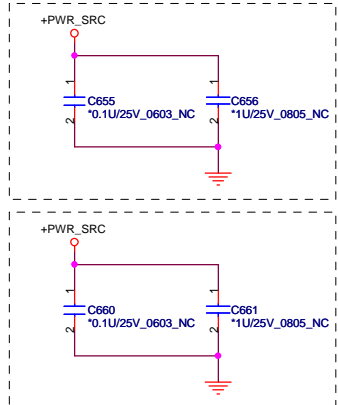 +PWR_SRC
1 1
C655 C656
*0.1U/25V_0603_NC *1U/25V_0805_NC
2 2
+PWR_SRC
1 1
C660 C661
*0.1U/25V_0603_NC *1U/25V_0805_NC
2 2